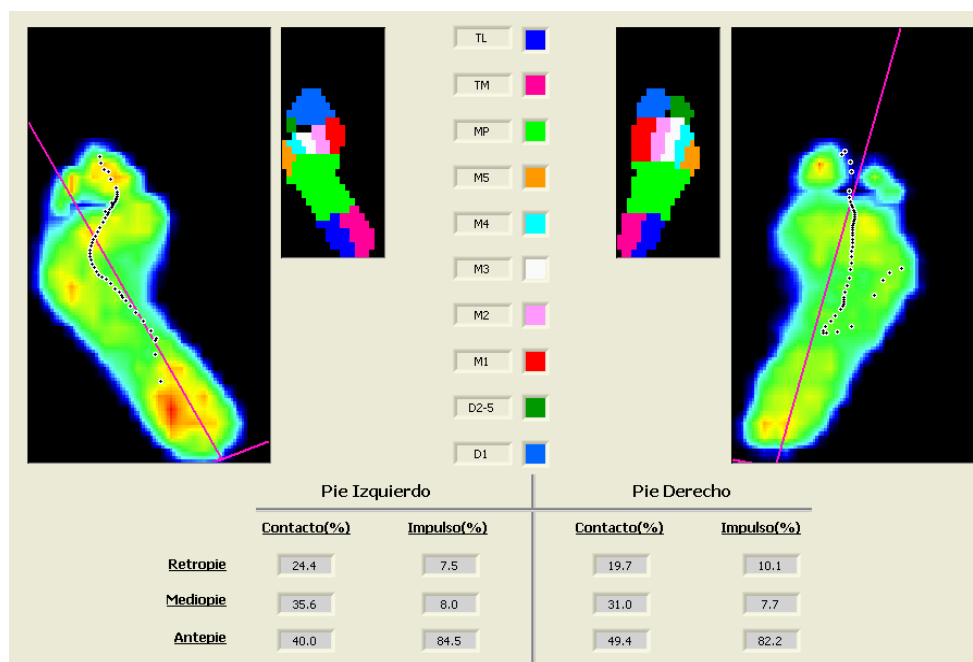 TL
TM
MP
M5
M4
M3
M2
M1
D2-5
D1
Pie Izquierdo Pie Derecho
Contacto(%) Impulso(%) Contacto(%) Impulso(%)
Retropie 24.4 7.5 19.7 10.1
Mediopie 35.6 8.0 31.0 7.7
Antepie 40.0 84.5 49.4 82.2